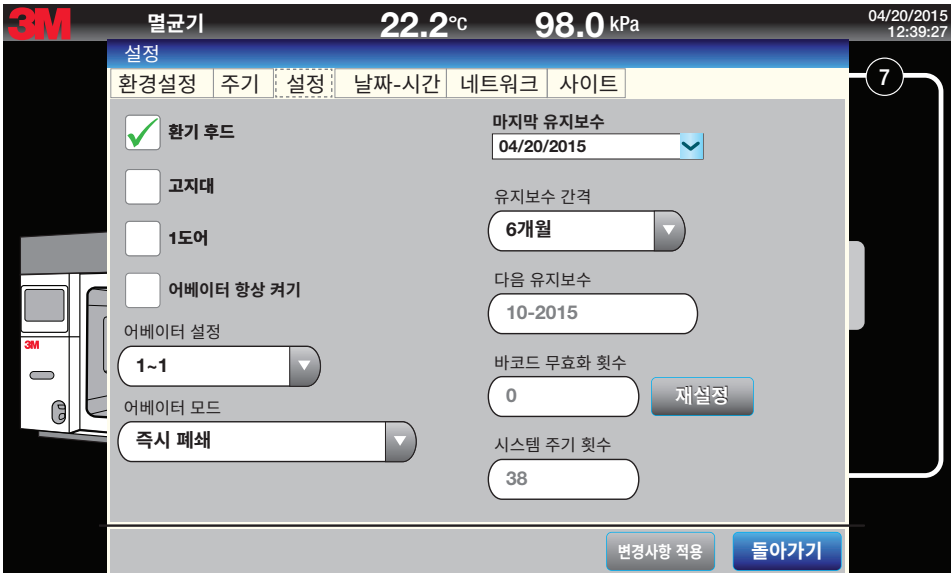 3M 멸균기 22.2°C 98.0 kPa 04/20/2015
12:39:27
설정
환경설정 주기 설정 날짜-시간 네트워크 사이트
7
환기 후드
고지대
1도어
어베이터 항상 켜기
어베이터 설정
1~1
어베이터 모드
즉시 폐쇄
마지막 유지보수
04/20/2015
유지보수 간격
6개월
다음 유지보수
10-2015
바코드 무효화 횟수
0 재설정
시스템 주기 횟수
38
3M
변경사항 적용 돌아가기